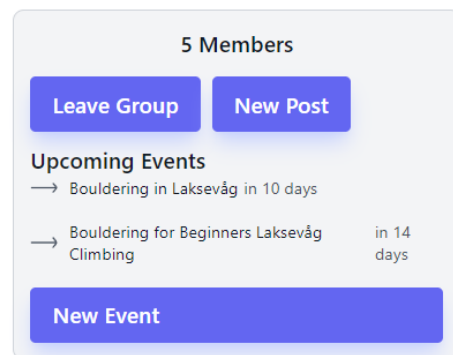 5 Members
Leave Group New Post
Upcoming Events
Bouldering in Laksevåg in 10 days
Bouldering for Beginners Laksevåg in 14
Climbing days
New Event